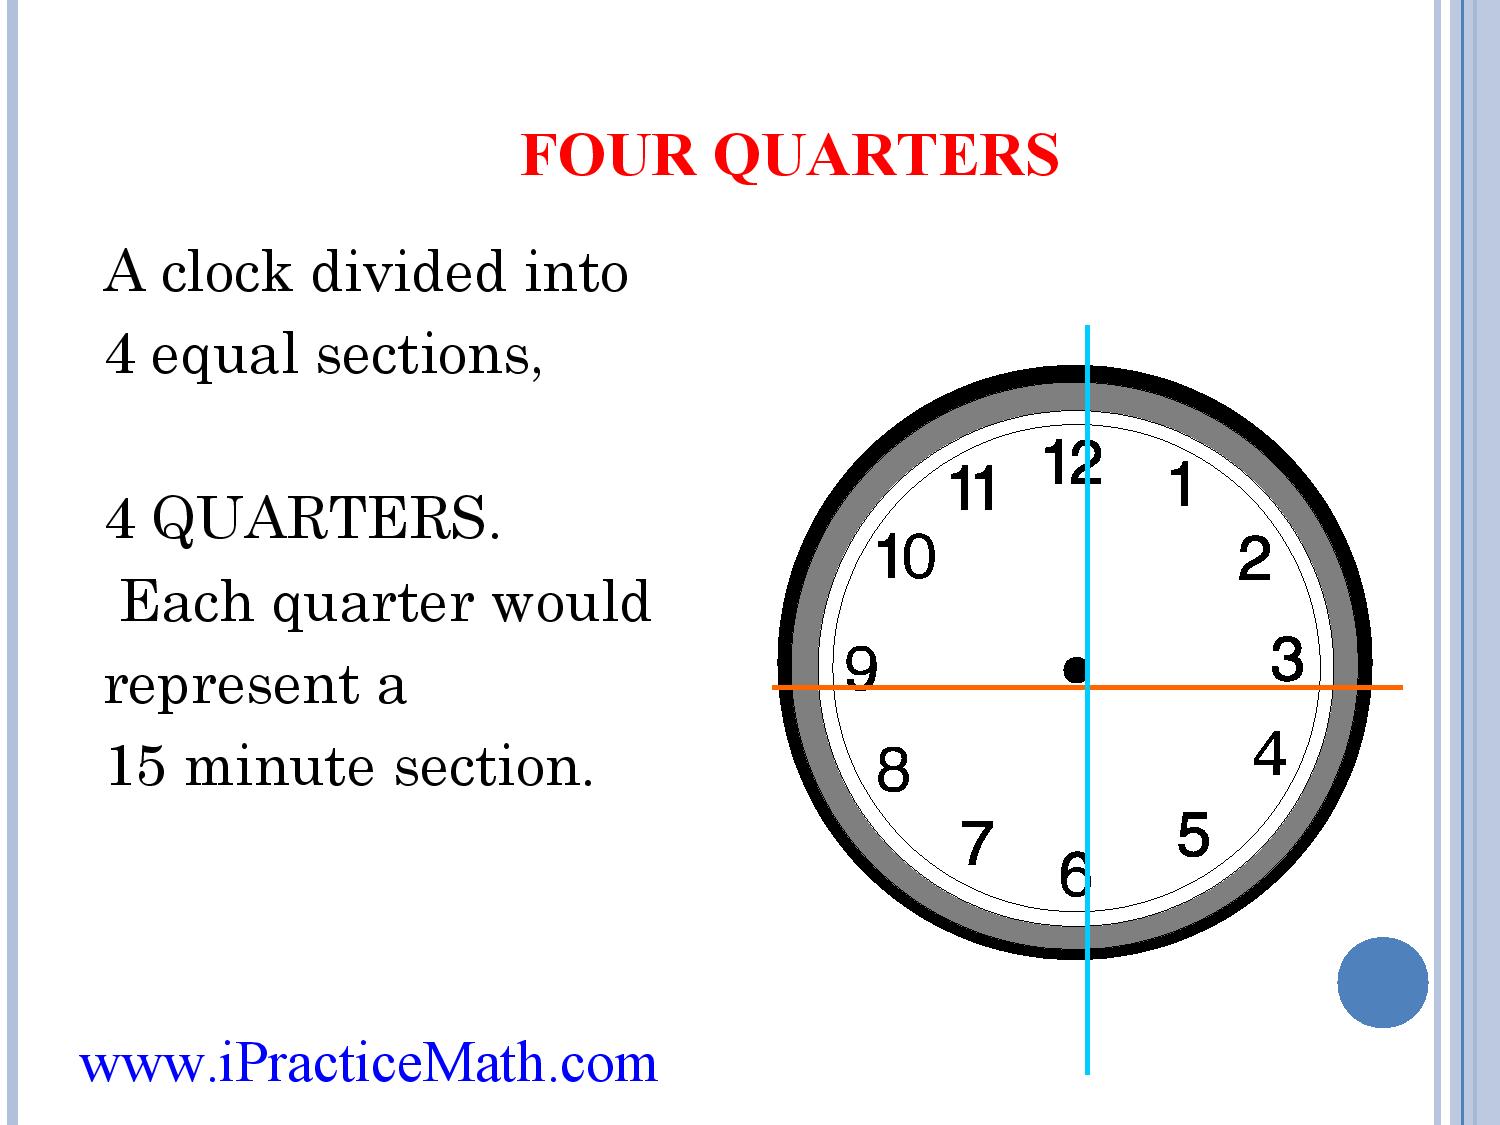 FOUR QUARTERS
A clock divided into
4 equal sections,
4 QUARTERS.
Each quarter would
represent a
15 minute section.
12
11
1
10
2
9
3
8
4
7
5
6
www.iPracticeMath.com